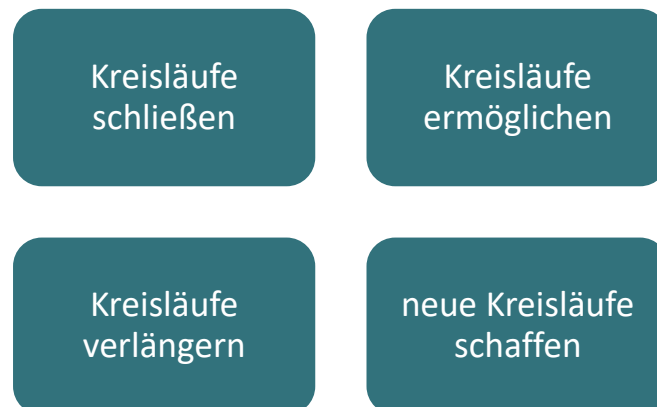 Kreisläufe
schließen
Kreisläufe
ermöglichen
Kreisläufe
verlängern
neue Kreisläufe
schaffen